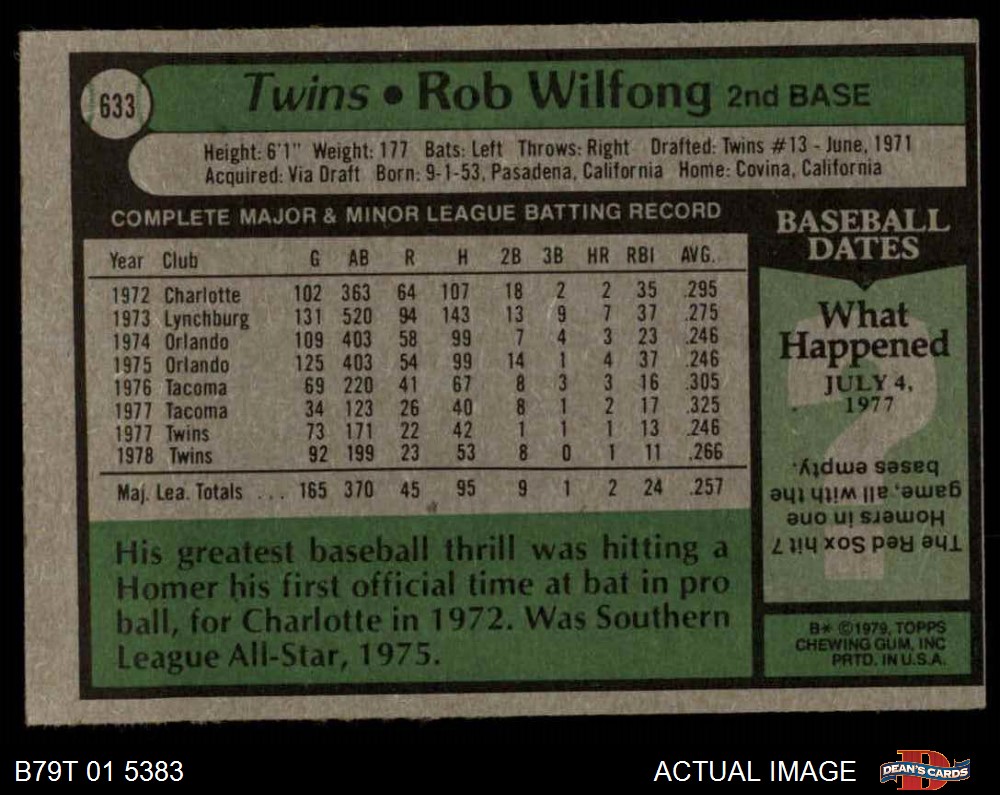 633
Twins • Rob Wilfong 2nd BASE
Height: 6'1" Weight: 177 Bats: Left Throws: Right Drafted: Twins #13 - June, 1971
Acquired: Via Draft Born: 9-1-53, Pasadena, California Home: Covina, California
COMPLETE MAJOR & MINOR LEAGUE BATTING RECORD
Year Club G AB R H 2B 3B HR RBI AVG.
1972 Charlotte 102 363 64 107 18 2 2 35 .295
1973 Lynchburg 131 520 94 143 13 9 7 37 .275
1974 Orlando 109 403 58 99 7 4 3 23 .246
1975 Orlando 125 403 54 99 14 1 4 37 .246
1976 Tacoma 69 220 41 67 8 3 3 16 .305
1977 Tacoma 34 123 26 40 8 1 2 17 .325
1977 Twins 73 171 22 42 1 1 1 13 .246
1978 Twins 92 199 23 53 8 0 1 11 .266
Maj. Lea. Totals ... 165 370 45 95 9 1 2 24 .257
His greatest baseball thrill was hitting a
Homer his first official time at bat in pro
ball, for Charlotte in 1972. Was Southern
League All-Star, 1975.
BASEBALL
DATES
What
Happened
JULY 4,
1977
The Red Sox hit 7
Homers in one
game, all with the
bases empty.
B* ©1979, TOPPS
CHEWING GUM, INC
PRTD. IN U.S.A.
B79T 01 5383
ACTUAL IMAGE
DEAN'S CARDS